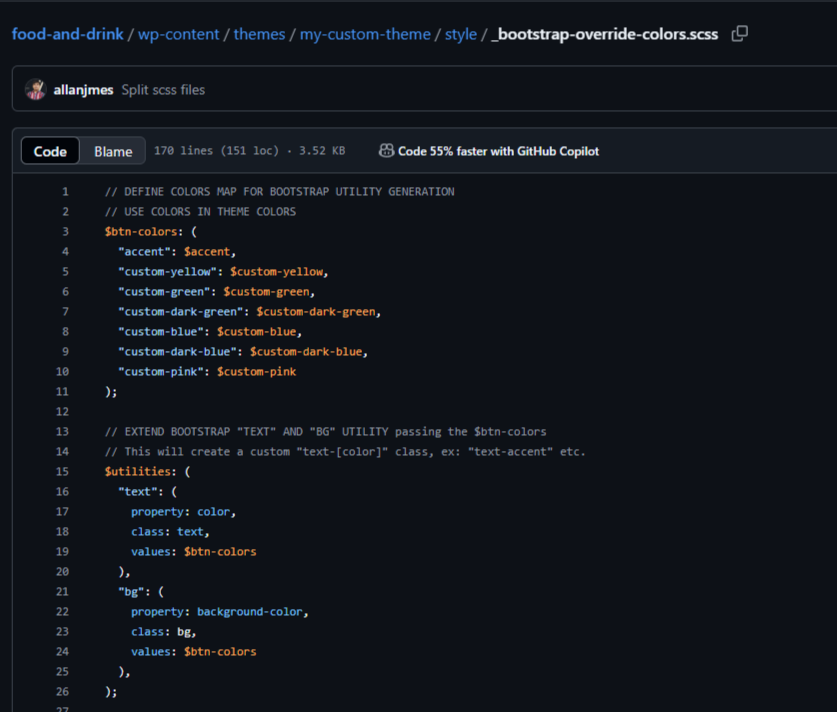 food-and-drink / wp-content / themes / my-custom-theme / style / _bootstrap-override-colors.scss
allanjmes Split scss files
Code Blame 170 lines (151 loc) · 3.52 KB Code 55% faster with GitHub Copilot
1 // DEFINE COLORS MAP FOR BOOTSTRAP UTILITY GENERATION
2 // USE COLORS IN THEME COLORS
3 $btn-colors: (
4 "accent": $accent,
5 "custom-yellow": $custom-yellow,
6 "custom-green": $custom-green,
7 "custom-dark-green": $custom-dark-green,
8 "custom-blue": $custom-blue,
9 "custom-dark-blue": $custom-dark-blue,
10 "custom-pink": $custom-pink
11 );
12
13 // EXTEND BOOTSTRAP "TEXT" AND "BG" UTILITY passing the $btn-colors
14 // This will create a custom "text-[color]" class, ex: "text-accent" etc.
15 $utilities: (
16 "text": (
17 property: color,
18 class: text,
19 values: $btn-colors
20 ),
21 "bg": (
22 property: background-color,
23 class: bg,
24 values: $btn-colors
25 ),
26 );
27